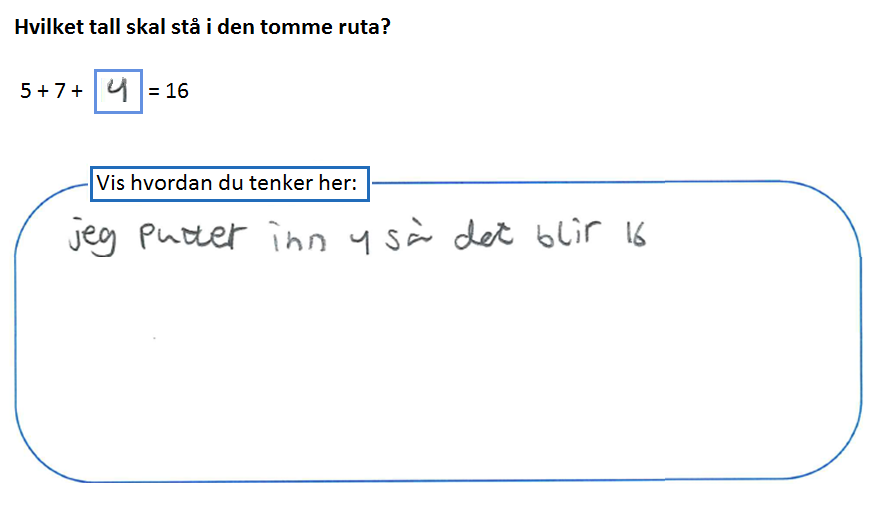 Hvilket tall skal stå i den tomme ruta?
5 + 7 + 4 = 16
Vis hvordan du tenker her:
jeg putter inn 4 så det blir 16